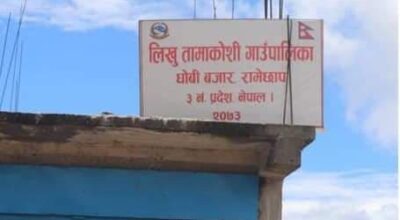 लिखु तामाकोशी गाउँपालिका
धोबी बजार, रामेछाप
३ नं. प्रदेश, नेपाल ।
२०७३